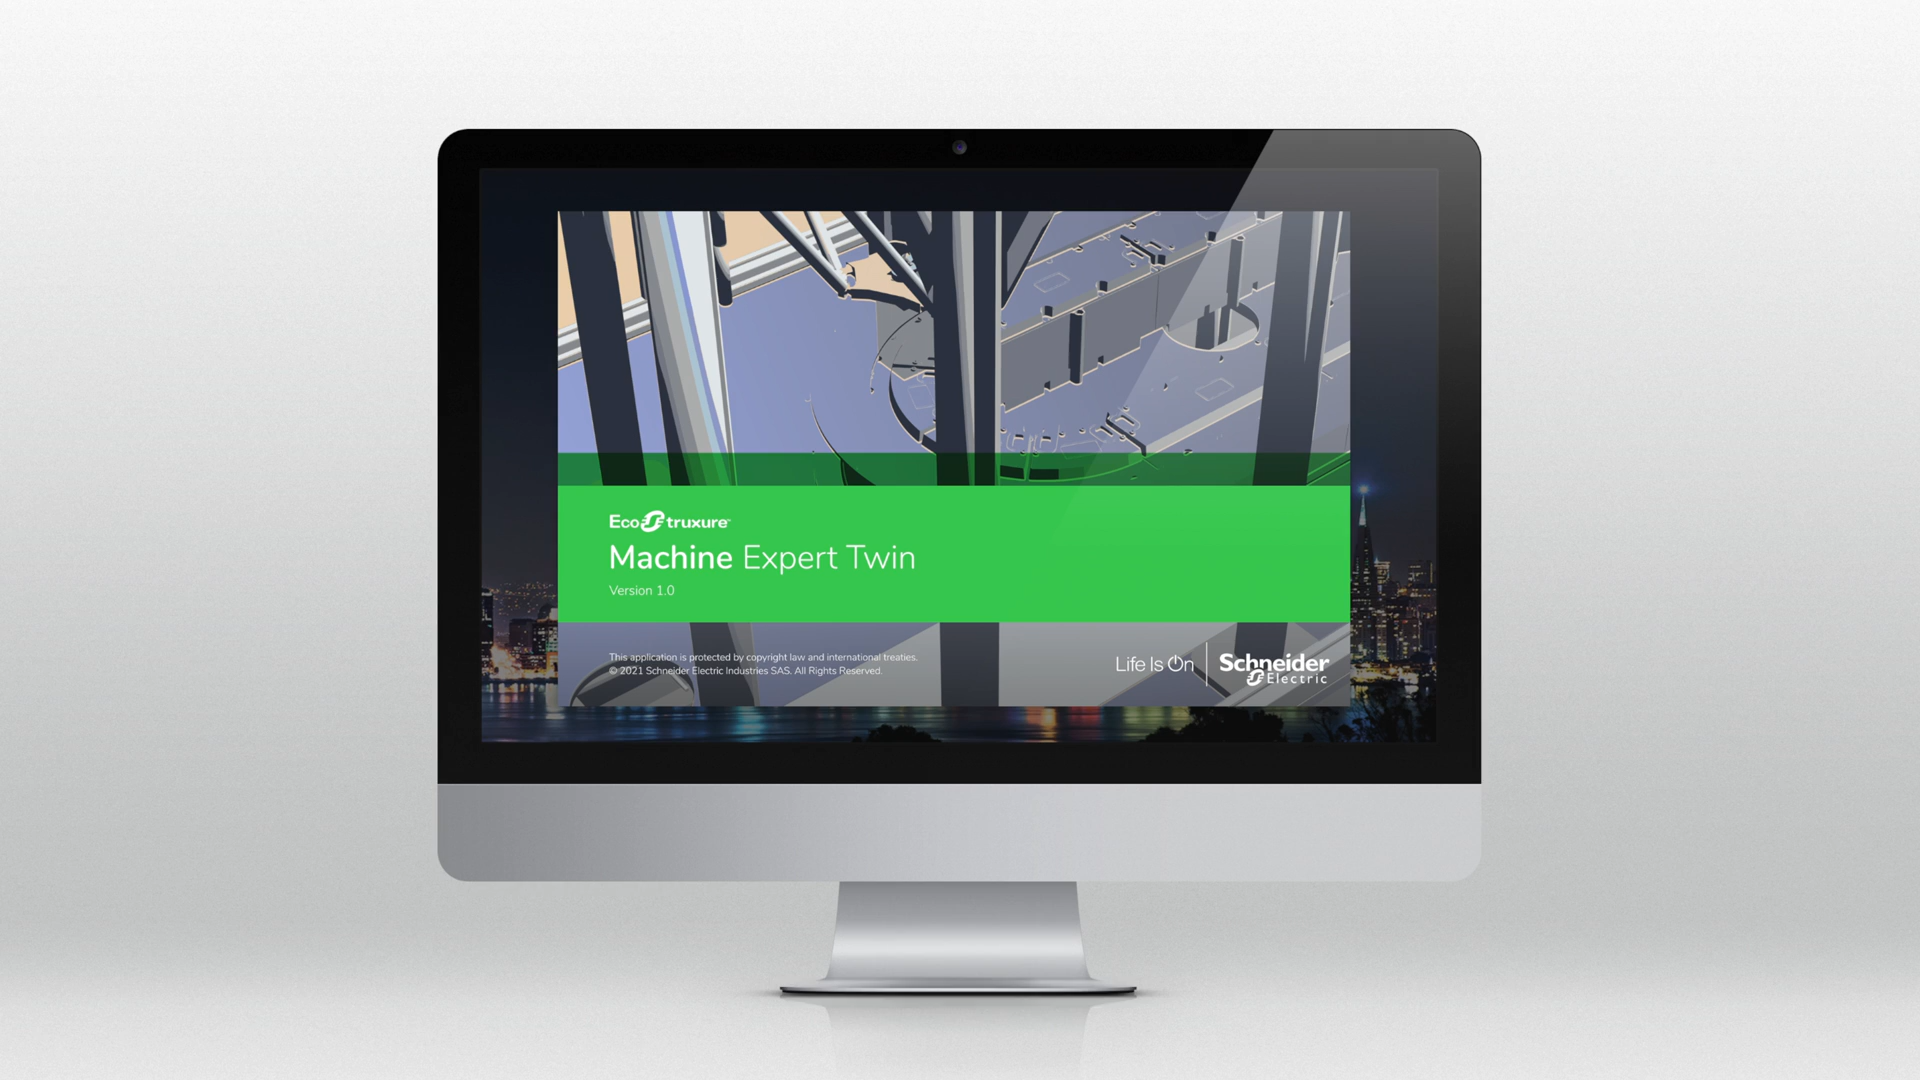 EcoStruxure™
Machine Expert Twin
Version 1.0
This application is protected by copyright law and international treaties.
© 2021 Schneider Electric Industries SAS. All Rights Reserved.
Life Is On
Schneider
Electric